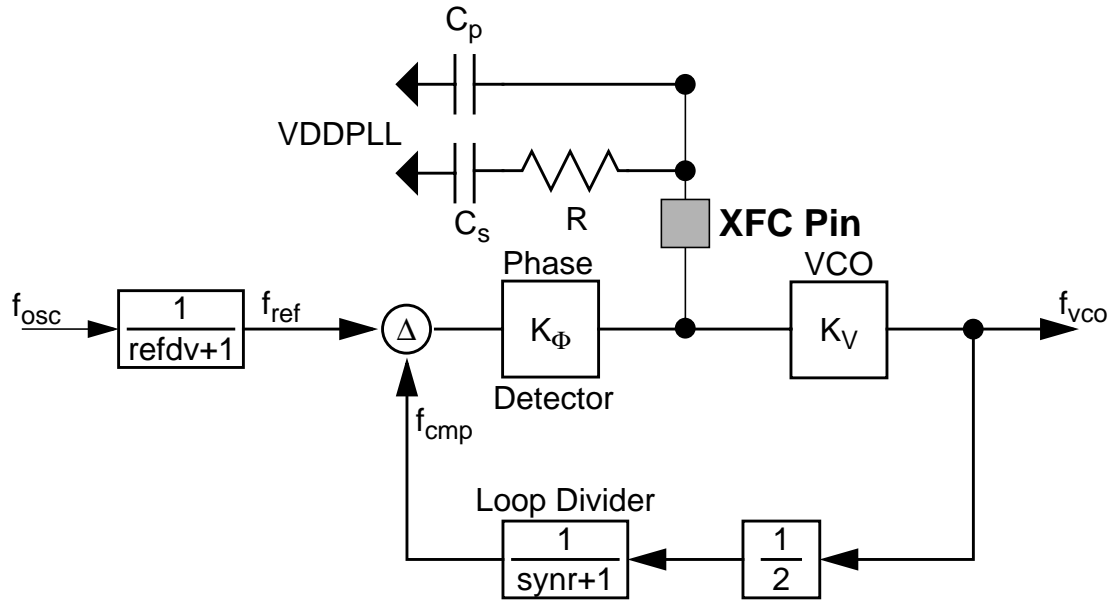 Cp
VDDPLL
Cs
R
XFC Pin
Phase
VCO
fosc
1
refdv+1
fref
Δ
KΦ
KV
fvco
Detector
fcmp
Loop Divider
1
synr+1
1
2